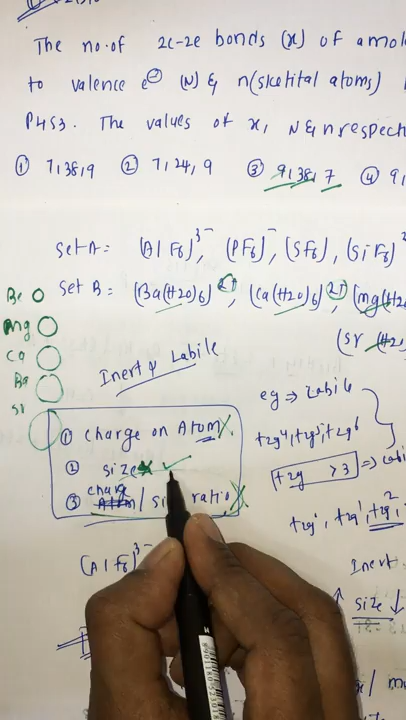 The no.of 2c-2e bonds (x) of a mol
to valence e⊖ (N) & n(skeltital atoms)
P4S3. The values of x, N & n respect
① 7,38,9 ② 7,24,9 ③ 9,38,7 ④ 9,
Set A: (AlF6)3-, (PF6)-, (SF6), (SiF6)2
Set B: (Ba(H2O)6)2+, (Ca(H2O)6)2+, (Mg(H2
(Sr (H2
Be
Mg
Ca
Ba
Sr
Inert & Labile
① charge on Atom X.
② size ✓
③ charge / si ratio X
eg ⇒ Labile
t2g4, t2g5, t2g6
t2g >3 ⇒ Labi
t2g1, t2g1, t2g2
Inert
↑ size ↓
(AlF6)3-